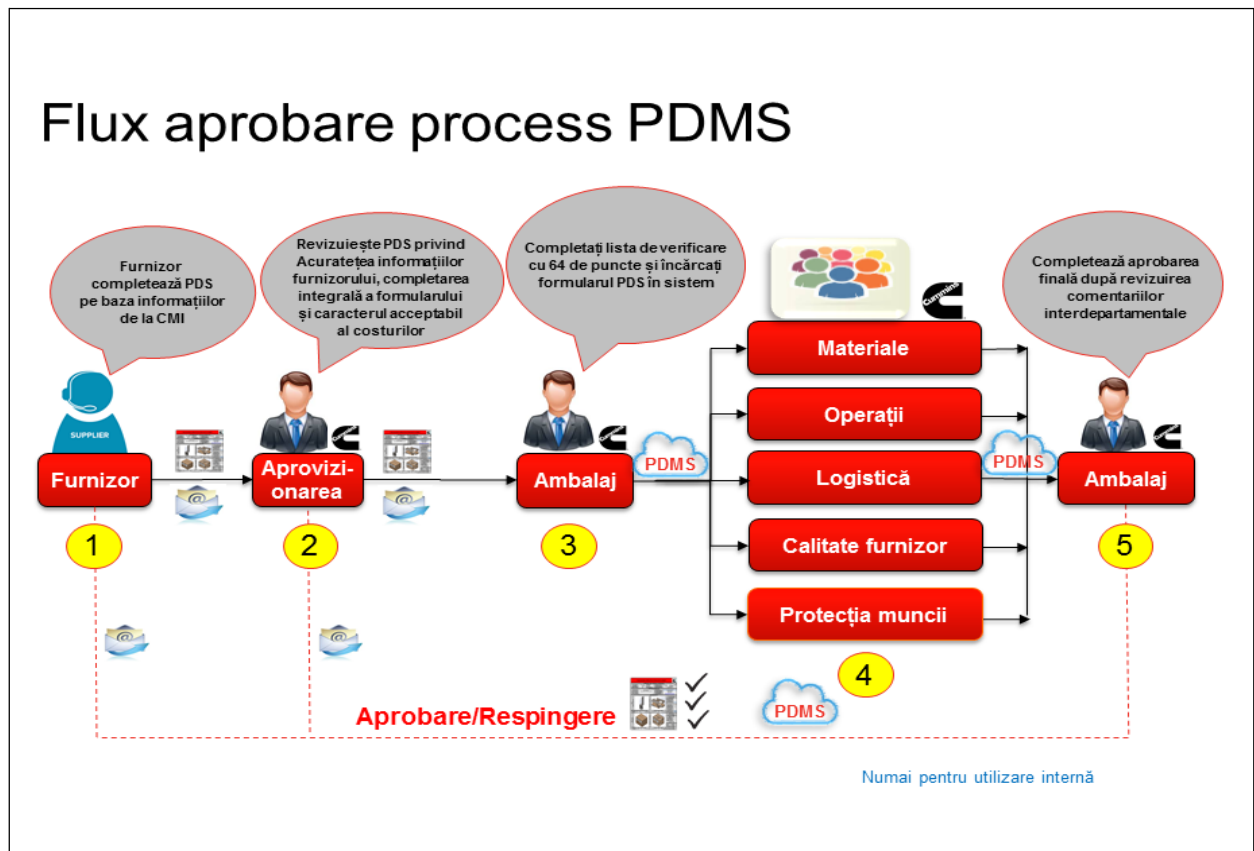 Flux aprobare process PDMS
Furnizor
completează PDS
pe baza informațiilor
de la CMI
Revizuiește PDS privind
Acuratețea informațiilor
furnizorului, completarea
integrală a formularului
și caracterul acceptabil
al costurilor
Completați lista de verificare
cu 64 de puncte și încărcați
formularul PDS în sistem
Completează aprobarea
finală după revizuirea
comentariilor
interdepartamentale
Cummins
SUPPLIER
Furnizor
Aprovizi-
onarea
Ambalaj
PDMS
Materiale
Operații
Logistică
Calitate furnizor
Protecția muncii
PDMS
Ambalaj
1
2
3
4
5
Aprobare/Respingere
PDMS
Numai pentru utilizare internă